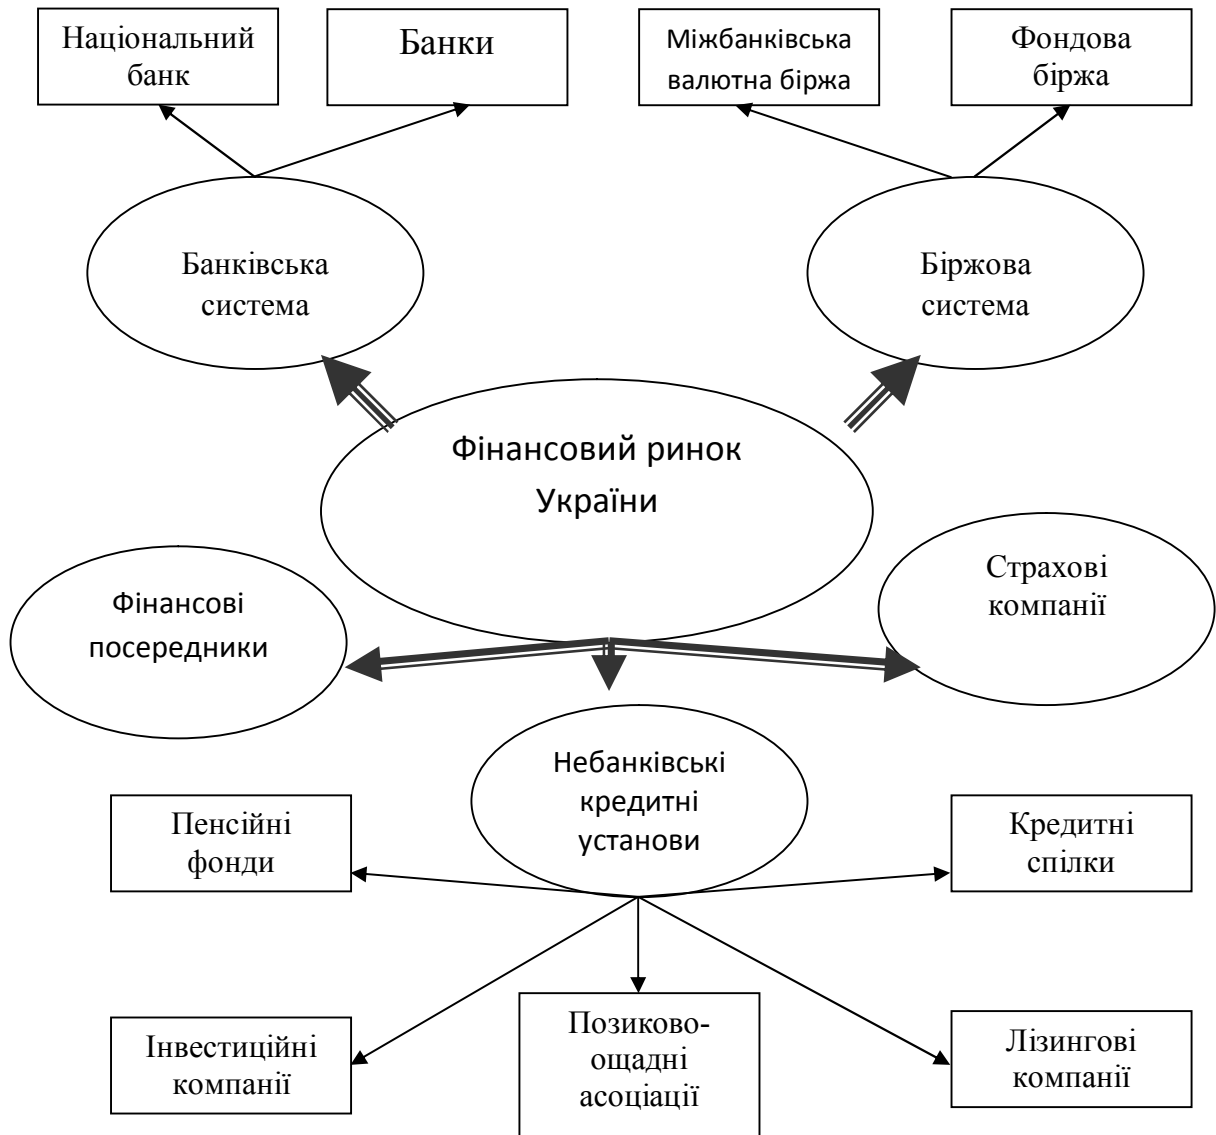 Національний
банк
Банки
Міжбанківська
валютна біржа
Фондова
біржа
Банківська
система
Біржова
система
Фінансовий ринок
України
Фінансові
посередники
Страхові
компанії
Небанківські
кредитні
установи
Пенсійні
фонди
Кредитні
спілки
Інвестиційні
компанії
Позиково-
ощадні
асоціації
Лізингові
компанії